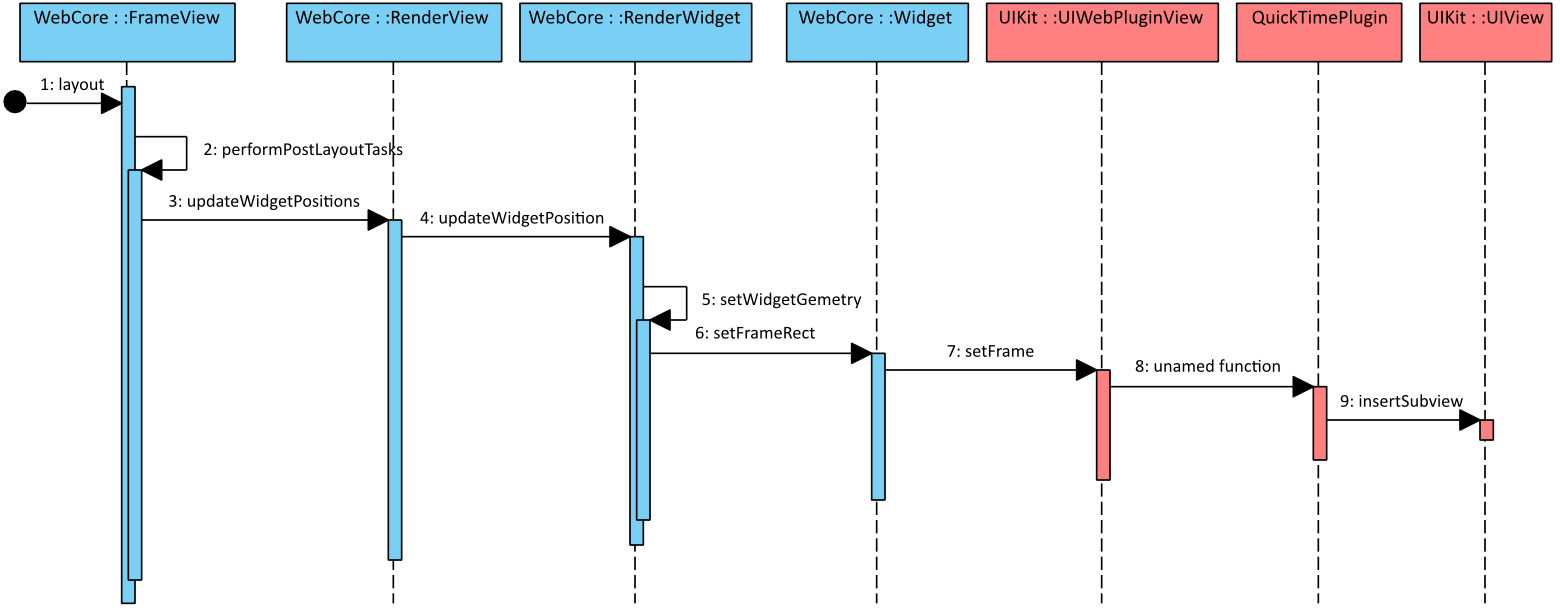 WebCore : :FrameView
WebCore : :RenderView
WebCore : :RenderWidget
WebCore : :Widget
UIKit : :UIWebPluginView
QuickTimePlugin
UIKit : :UIView
1: layout
2: performPostLayoutTasks
3: updateWidgetPositions
4: updateWidgetPosition
5: setWidgetGemetry
6: setFrameRect
7: setFrame
8: unamed function
9: insertSubview